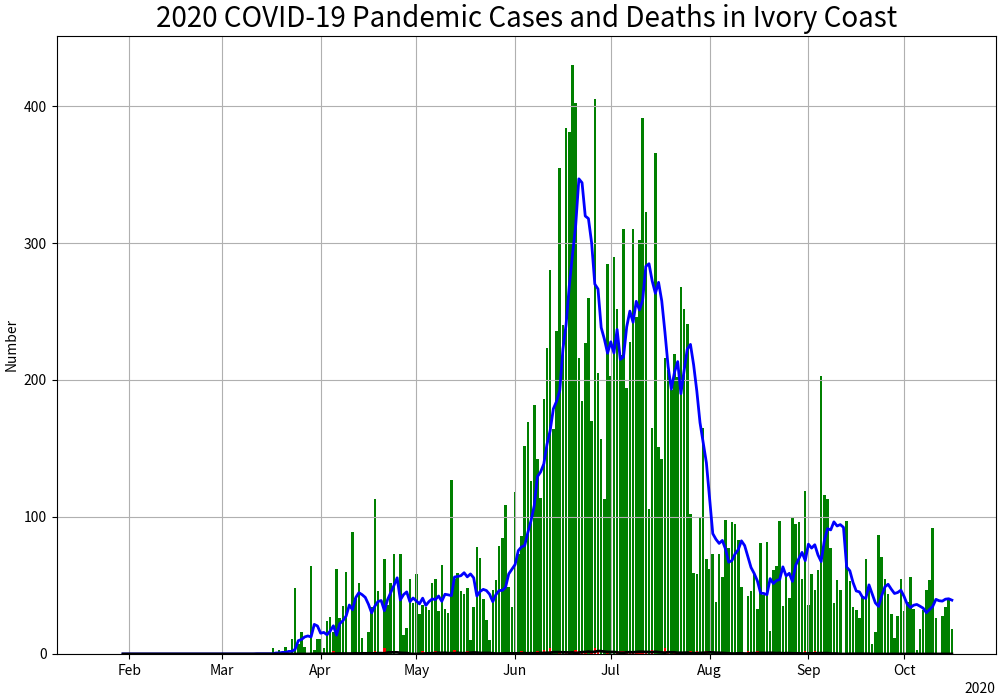 2020 COVID-19 Pandemic Cases and Deaths in Ivory Coast
Number
400
300
200
100
0
Feb Mar Apr May Jun Jul Aug Sep Oct
2020